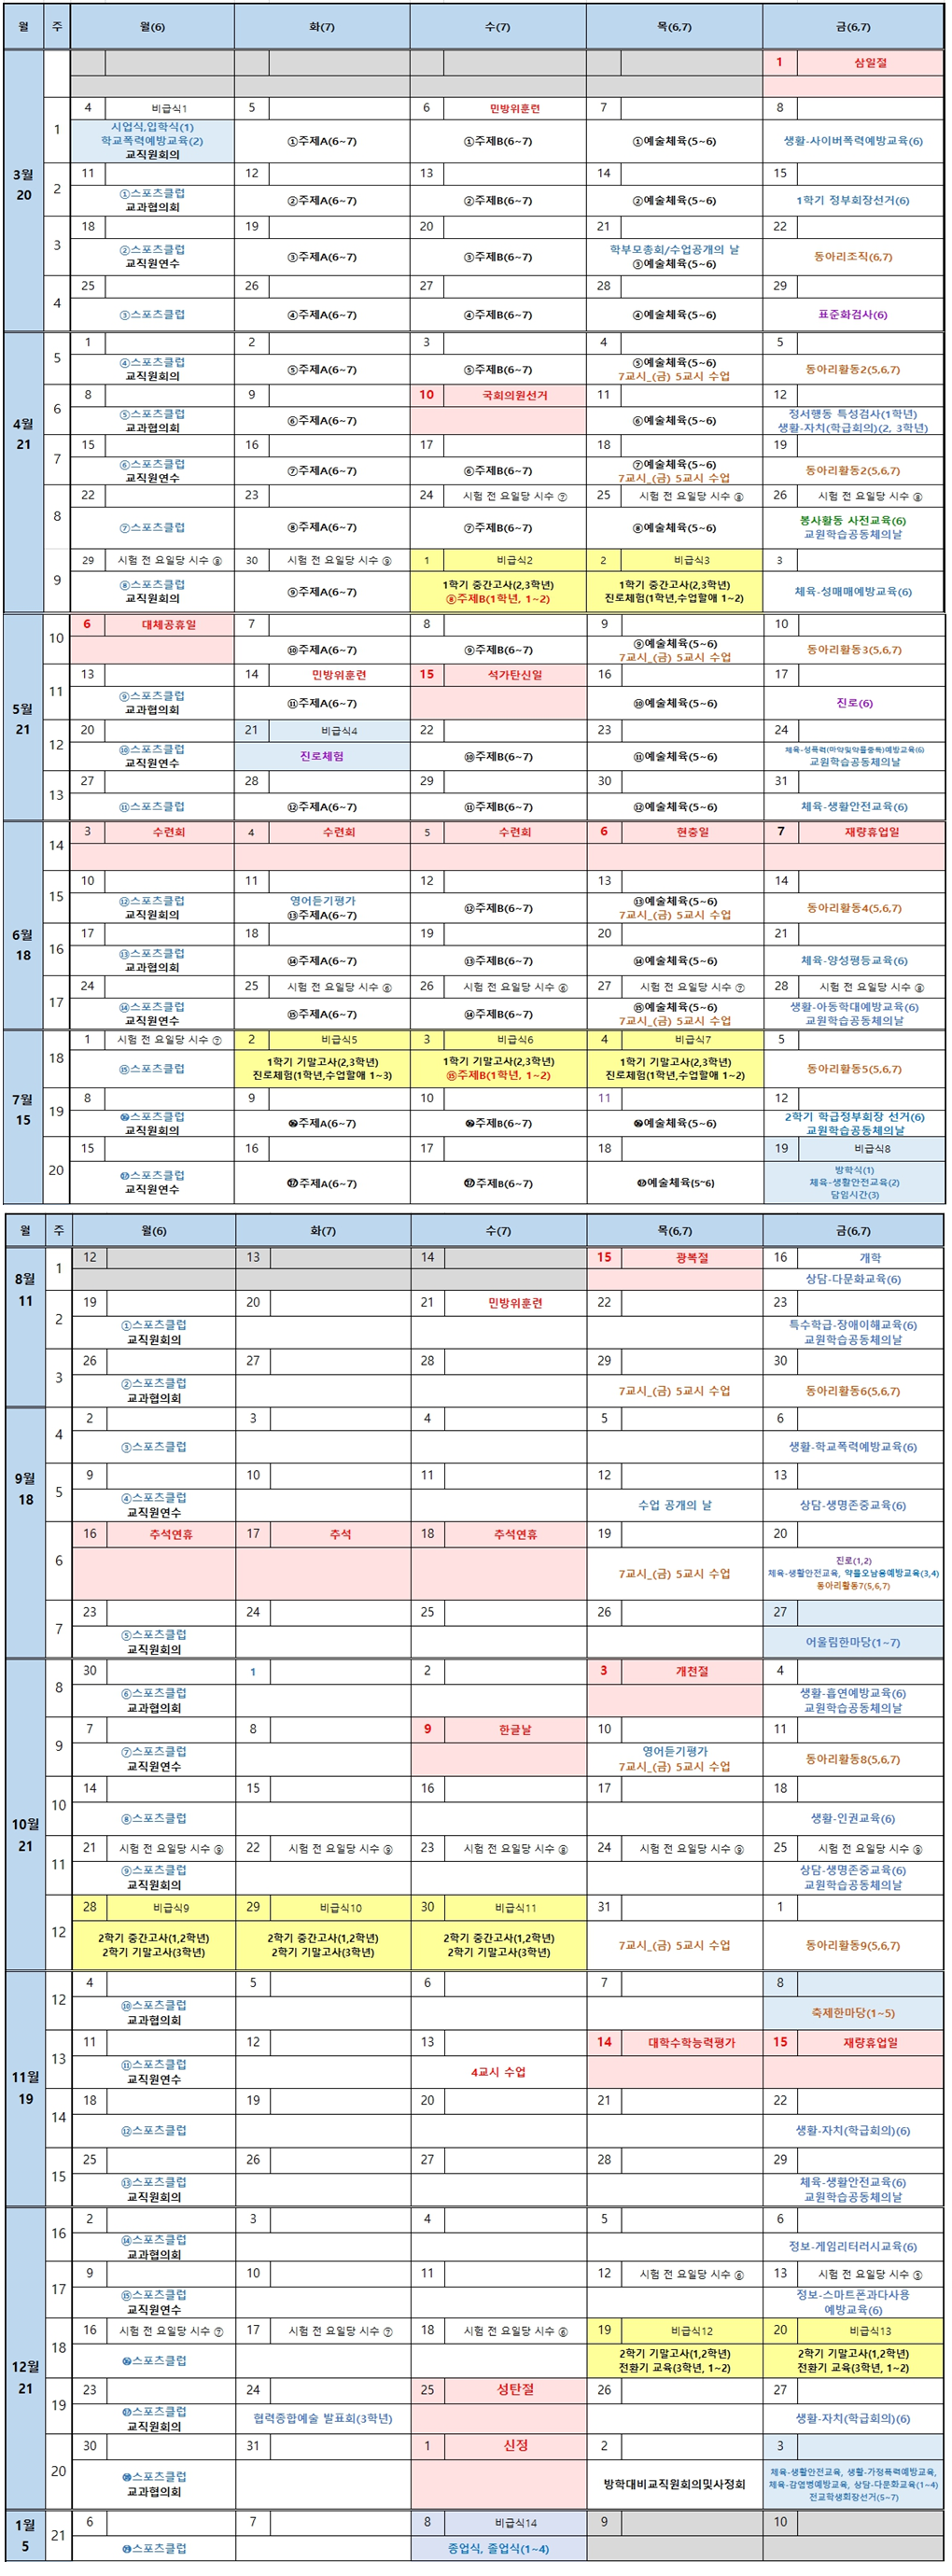 월 주 월(6) 화(7) 수(7) 목(6,7) 금(6,7)
1 삼일절
3월
20
1
4 비급식1 5 6 민방위훈련 7 8
시업식,입학식(1)
학교폭력예방교육(2)
교직원회의
①주제A(6~7) ①주제B(6~7) ①예술체육(5~6) 생활-사이버폭력예방교육(6)
2
11 12 13 14 15
①스포츠클럽
교과협의회
②주제A(6~7) ②주제B(6~7) ②예술체육(5~6) 1학기 정부회장선거(6)
3
18 19 20 21 22
②스포츠클럽
교직원연수
③주제A(6~7) ③주제B(6~7)
학부모총회/수업공개의 날
③예술체육(5~6)
동아리조직(6,7)
4
25 26 27 28 29
③스포츠클럽 ④주제A(6~7) ④주제B(6~7) ④예술체육(5~6) 표준화검사(6)
4월
21
5
1 2 3 4 5
④스포츠클럽
교직원회의
⑤주제A(6~7) ⑤주제B(6~7)
⑤예술체육(5~6)
7교시_(금) 5교시 수업
동아리활동2(5,6,7)
6
8 9 10 국회의원선거 11 12
⑤스포츠클럽
교과협의회
⑥주제A(6~7) ⑥예술체육(5~6)
정서행동 특성검사(1학년)
생활-자치(학급회의)(2, 3학년)
7
15 16 17 18 19
⑥스포츠클럽
교직원연수
⑦주제A(6~7) ⑥주제B(6~7)
⑦예술체육(5~6)
7교시_(금) 5교시 수업
동아리활동2(5,6,7)
8
22 23 24 시험 전 요일당 시수 ⑦ 25 시험 전 요일당 시수 ⑧ 26 시험 전 요일당 시수 ⑧
⑦스포츠클럽 ⑧주제A(6~7) ⑦주제B(6~7) ⑧예술체육(5~6)
봉사활동 사전교육(6)
교원학습공동체의날
9
29 시험 전 요일당 시수 ⑧ 30 시험 전 요일당 시수 ⑨ 1 비급식2 2 비급식3 3
⑧스포츠클럽
교직원회의
⑨주제A(6~7)
1학기 중간고사(2,3학년)
⑧주제B(1학년, 1~2)
1학기 중간고사(2,3학년)
진로체험(1학년,수업할애 1~2)
체육-성매매예방교육(6)
5월
21
10
6 대체공휴일 7 8 9 10
⑩주제A(6~7) ⑨주제B(6~7)
⑨예술체육(5~6)
7교시_(금) 5교시 수업
동아리활동3(5,6,7)
11
13 14 민방위훈련 15 석가탄신일 16 17
⑨스포츠클럽
교과협의회
⑪주제A(6~7) ⑩예술체육(5~6) 진로(6)
12
20 21 비급식4 22 23 24
⑩스포츠클럽
교직원연수
진로체험 ⑩주제B(6~7) ⑪예술체육(5~6)
체육-성폭력(마약및약물중독)예방교육(6)
교원학습공동체의날
13
27 28 29 30 31
⑪스포츠클럽 ⑫주제A(6~7) ⑪주제B(6~7) ⑫예술체육(5~6) 체육-생활안전교육(6)
6월
18
14
3 수련회 4 수련회 5 수련회 6 현충일 7 재량휴업일
15
10 11 12 13 14
⑫스포츠클럽
교직원회의
영어듣기평가
⑬주제A(6~7)
⑫주제B(6~7)
⑬예술체육(5~6)
7교시_(금) 5교시 수업
동아리활동4(5,6,7)
16
17 18 19 20 21
⑬스포츠클럽
교과협의회
⑭주제A(6~7) ⑬주제B(6~7) ⑭예술체육(5~6) 체육-양성평등교육(6)
17
24 25 시험 전 요일당 시수 ⑥ 26 시험 전 요일당 시수 ⑥ 27 시험 전 요일당 시수 ⑦ 28 시험 전 요일당 시수 ⑧
⑭스포츠클럽
교직원연수
⑮주제A(6~7) ⑭주제B(6~7)
⑮예술체육(5~6)
7교시_(금) 5교시 수업
생활-아동학대예방교육(6)
교원학습공동체의날
7월
15
18
1 시험 전 요일당 시수 ⑦ 2 비급식5 3 비급식6 4 비급식7 5
⑮스포츠클럽
1학기 기말고사(2,3학년)
진로체험(1학년,수업할애 1~3)
1학기 기말고사(2,3학년)
⑮주제B(1학년, 1~2)
1학기 기말고사(2,3학년)
진로체험(1학년,수업할애 1~2)
동아리활동5(5,6,7)
19
8 9 10 11 12
⑯스포츠클럽
교직원회의
⑯주제A(6~7) ⑯주제B(6~7) ⑯예술체육(5~6)
2학기 학급정부회장 선거(6)
교원학습공동체의날
20
15 16 17 18 19 비급식8
⑰스포츠클럽
교직원연수
⑰주제A(6~7) ⑰주제B(6~7) ⑰예술체육(5~6)
방학식(1)
체육-생활안전교육(2)
담임시간(3)
월 주 월(6) 화(7) 수(7) 목(6,7) 금(6,7)
8월
11
1
12 13 14 15 광복절 16 개학
상담-다문화교육(6)
2
19 20 21 민방위훈련 22 23
①스포츠클럽
교직원회의
특수학급-장애이해교육(6)
교원학습공동체의날
3
26 27 28 29 30
②스포츠클럽
교과협의회
7교시_(금) 5교시 수업 동아리활동6(5,6,7)
9월
18
4
2 3 4 5 6
③스포츠클럽 생활-학교폭력예방교육(6)
5
9 10 11 12 13
④스포츠클럽
교직원연수
수업 공개의 날 상담-생명존중교육(6)
6
16 추석연휴 17 추석 18 추석연휴 19 20
7교시_(금) 5교시 수업
진로(1,2)
체육-생활안전교육, 약물오남용예방교육(3,4)
동아리활동7(5,6,7)
7
23 24 25 26 27
⑤스포츠클럽
교직원회의
어울림한마당(1~7)
10월
21
8
30 1 2 3 개천절 4
⑥스포츠클럽
교과협의회
생활-흡연예방교육(6)
교원학습공동체의날
9
7 8 9 한글날 10 11
⑦스포츠클럽
교직원연수
영어듣기평가
7교시_(금) 5교시 수업
동아리활동8(5,6,7)
10
14 15 16 17 18
⑧스포츠클럽 생활-인권교육(6)
11
21 시험 전 요일당 시수 ⑨ 22 시험 전 요일당 시수 ⑨ 23 시험 전 요일당 시수 ⑧ 24 시험 전 요일당 시수 ⑨ 25 시험 전 요일당 시수 ⑨
⑨스포츠클럽
교직원회의
상담-생명존중교육(6)
교원학습공동체의날
12
28 비급식9 29 비급식10 30 비급식11 31 1
2학기 중간고사(1,2학년)
2학기 기말고사(3학년)
2학기 중간고사(1,2학년)
2학기 기말고사(3학년)
2학기 중간고사(1,2학년)
2학기 기말고사(3학년)
7교시_(금) 5교시 수업 동아리활동9(5,6,7)
11월
19
12
4 5 6 7 8
⑩스포츠클럽
교과협의회
축제한마당(1~5)
13
11 12 13 14 대학수학능력평가 15 재량휴업일
⑪스포츠클럽
교직원연수
4교시 수업
14
18 19 20 21 22
⑫스포츠클럽 생활-자치(학급회의)(6)
15
25 26 27 28 29
⑬스포츠클럽
교직원회의
체육-생활안전교육(6)
교원학습공동체의날
12월
21
16
2 3 4 5 6
⑭스포츠클럽
교과협의회
정보-게임리터러시교육(6)
17
9 10 11 12 시험 전 요일당 시수 ⑥ 13 시험 전 요일당 시수 ⑤
⑮스포츠클럽
교직원연수
정보-스마트폰과다사용
예방교육(6)
18
16 시험 전 요일당 시수 ⑦ 17 시험 전 요일당 시수 ⑦ 18 시험 전 요일당 시수 ⑥ 19 비급식12 20 비급식13
⑯스포츠클럽
2학기 기말고사(1,2학년)
전환기 교육(3학년, 1~2)
2학기 기말고사(1,2학년)
전환기 교육(3학년, 1~2)
19
23 24 25 성탄절 26 27
⑰스포츠클럽
교직원회의
협력종합예술 발표회(3학년) 생활-자치(학급회의)(6)
20
30 31 1 신정 2 3
⑱스포츠클럽
교과협의회
방학대비교직원회의및사정회
체육-생활안전교육, 생활-가정폭력예방교육,
체육-감염병예방교육, 상담-다문화교육(1~4)
전교학생회장선거(5~7)
1월
5
21
6 7 8 비급식14 9 10
⑲스포츠클럽 종업식, 졸업식(1~4)